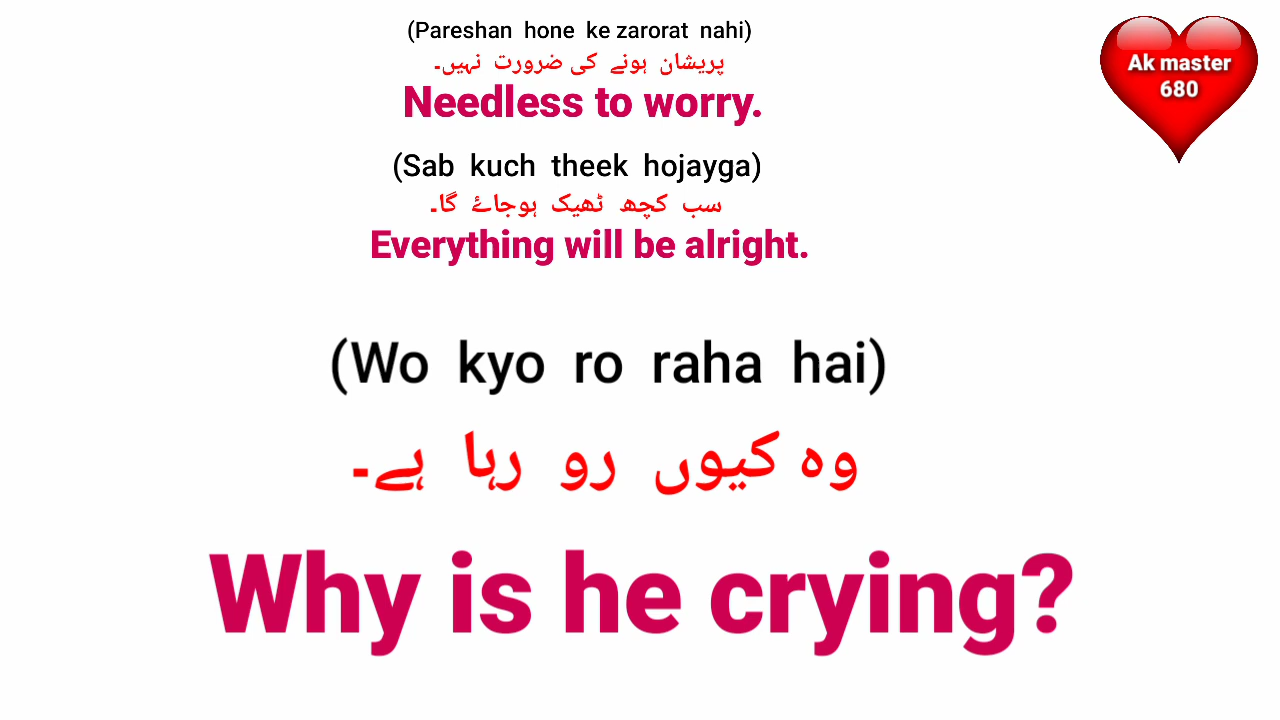 (Pareshan hone ke zarorat nahi)
پریشان ہونے کی ضرورت نہیں۔
Needless to worry.
(Sab kuch theek hojayga)
سب کچھ ٹھیک ہوجاۓ گا۔
Everything will be alright.
(Wo kyo ro raha hai)
وہ کیوں رو رہا ہے۔
Why is he crying?
Ak master
680